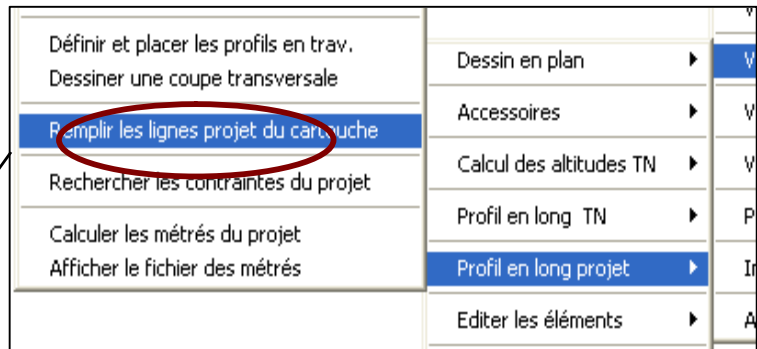 Définir et placer les profils en trav.
Dessiner une coupe transversale
Remplir les lignes projet du cartouche
Rechercher les contraintes du projet
Calculer les métrés du projet
Afficher le fichier des métrés
Dessin en plan
Accessoires
Calcul des altitudes TN
Profil en long TN
Profil en long projet
Editer les éléments
V
V
V
P
A